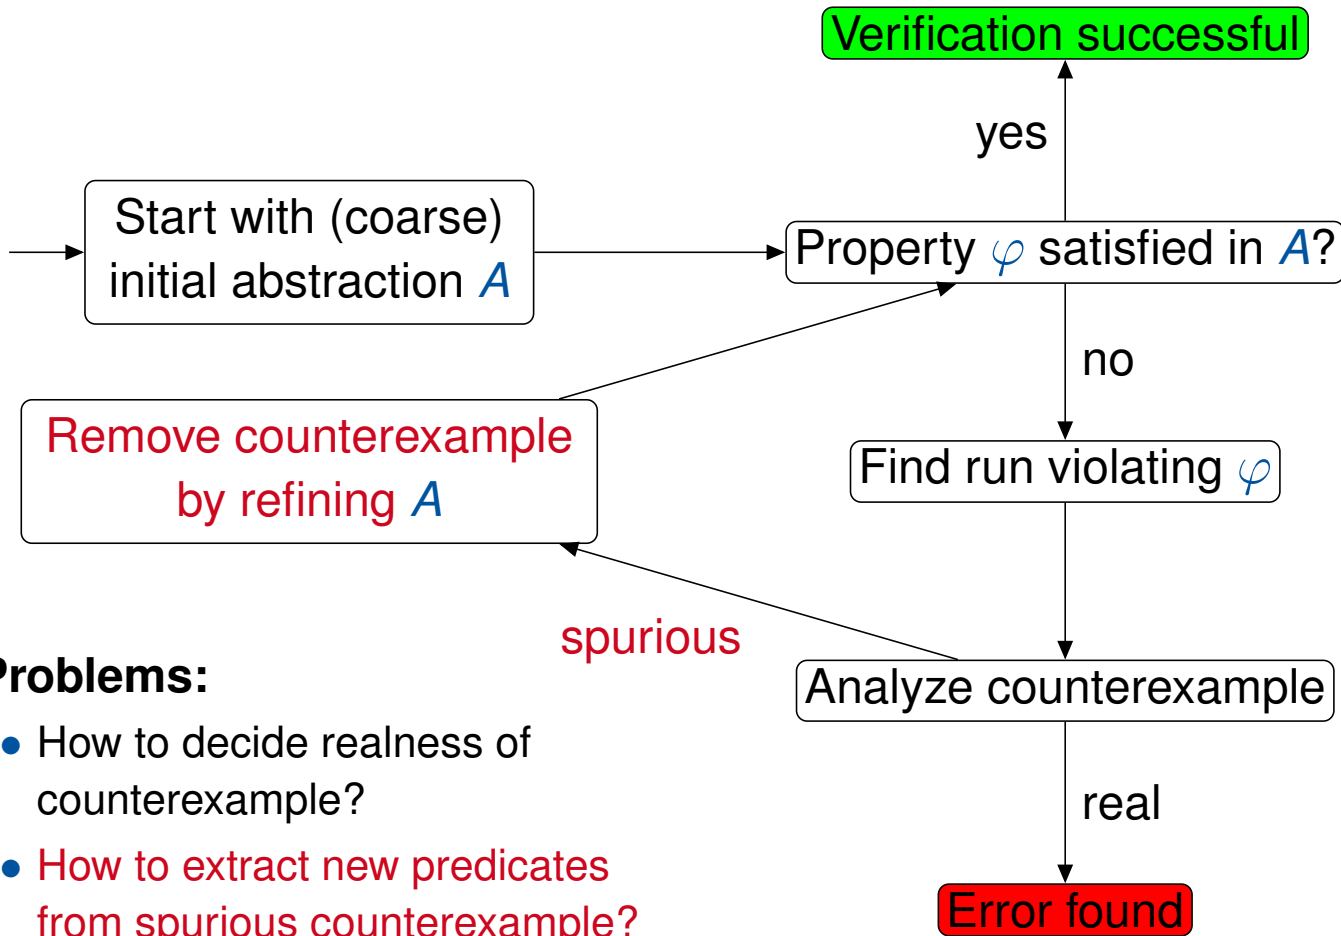 Verification successful
yes
Start with (coarse)
initial abstraction A
Property φ satisfied in A?
no
Remove counterexample
by refining A
Find run violating φ
spurious
Analyze counterexample
Problems:
• How to decide realness of
counterexample?
real
• How to extract new predicates
from spurious counterexample?
Error found